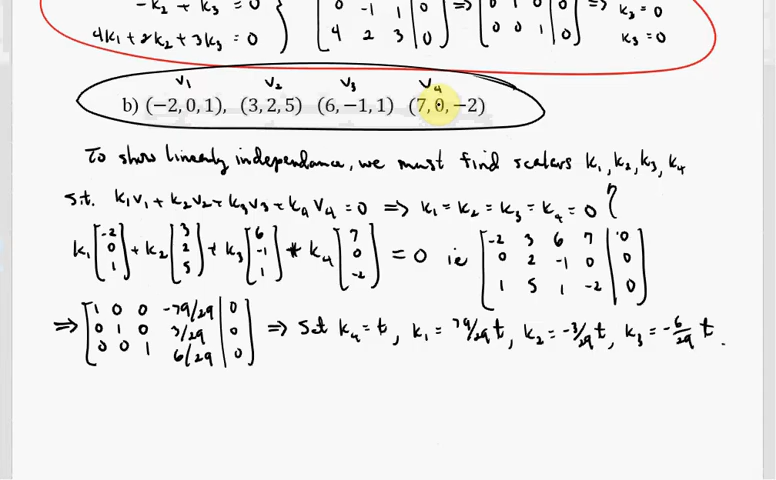 -k₂ + k₃ = 0
4k₁ + 2k₂ + 3k₃ = 0 } [0 -1 1 | 0; 4 2 3 | 0] ⇒ [0 1 0 | 0; 0 0 1 | 0] ⇒ k₂ = 0
k₃ = 0
v₁ v₂ v₃ v₄
b) (−2, 0, 1), (3, 2, 5) (6, −1, 1) (7, 0, −2)
To show linearly independance, we must find scalers k₁, k₂, k₃, k₄
s.t. k₁v₁ + k₂v₂ + k₃v₃ + k₄v₄ = 0 ⇒ k₁ = k₂ = k₃ = k₄ = 0 ?
k₁ [-2 0 1] + k₂ [3 2 5] + k₃ [6 -1 1] + k₄ [7 0 -2] = 0 ie [-2 3 6 7 | 0; 0 2 -1 0 | 0; 1 5 1 -2 | 0]
⇒ [1 0 0 -79/29 | 0; 0 1 0 3/29 | 0; 0 0 1 6/29 | 0] ⇒ Set k₄ = t, k₁ = 79/29 t, k₂ = -3/29 t, k₃ = -6/29 t.